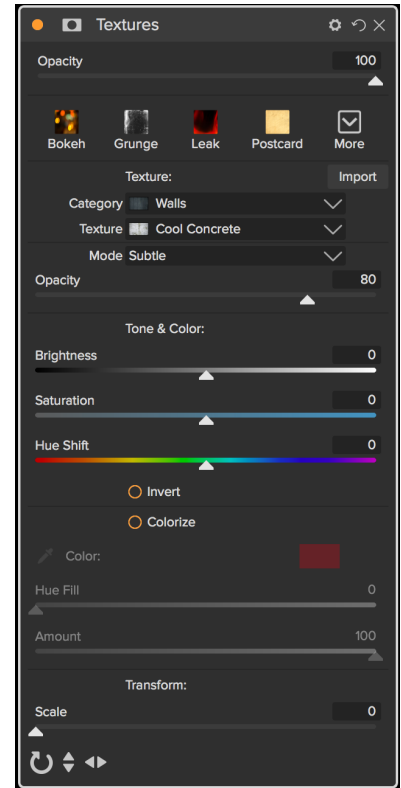 Textures
Opacity 100
Bokeh Grunge Leak Postcard More
Texture: Import
Category Walls
Texture Cool Concrete
Mode Subtle
Opacity 80
Tone & Color:
Brightness 0
Saturation 0
Hue Shift 0
Invert
Colorize
Color:
Hue Fill 0
Amount 100
Transform:
Scale 0